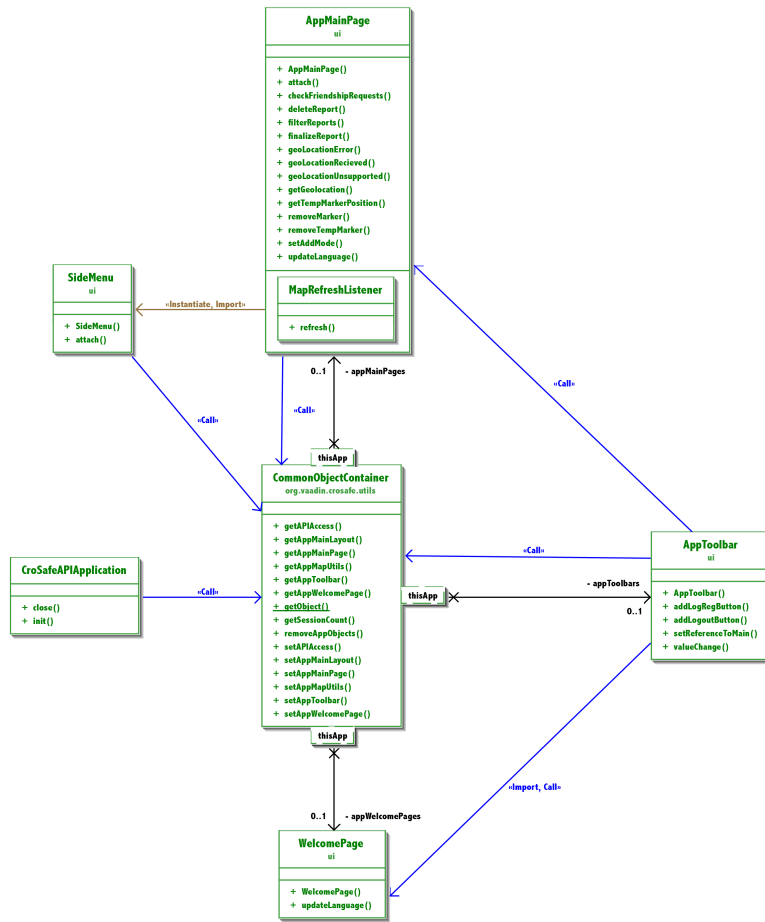 AppMainPage
ui
+ AppMainPage()
+ attach()
+ checkFriendshipRequests()
+ deleteReport()
+ filterReports()
+ finalizeReport()
+ geoLocationError()
+ geoLocationRecieved()
+ geoLocationUnsupported()
+ getGeolocation()
+ getTempMarkerPosition()
+ removeMarker()
+ removeTempMarker()
+ setAddMode()
+ updateLanguage()
MapRefreshListener
+ refresh()
SideMenu
ui
+ SideMenu()
+ attach()
«Instantiate, Import»
0..1 - appMainPages
«Call»
«Call»
«Call»
thisApp
CommonObjectContainer
org.vaadin.crosafe.utils
+ getAPIAccess()
+ getAppMainLayout()
+ getAppMainPage()
+ getAppMapUtils()
+ getAppToolbar()
+ getAppWelcomePage()
+ getObject()
+ getSessionCount()
+ removeAppObjects()
+ setAPIAccess()
+ setAppMainLayout()
+ setAppMainPage()
+ setAppMapUtils()
+ setAppToolbar()
+ setAppWelcomePage()
CroSafeAPIApplication
+ close()
+ init()
«Call»
«Call»
thisApp
- appToolbars
0..1
AppToolbar
ui
+ AppToolbar()
+ addLogRegButton()
+ addLogoutButton()
+ setReferenceToMain()
+ valueChange()
thisApp
«Import, Call»
0..1 - appWelcomePages
WelcomePage
ui
+ WelcomePage()
+ updateLanguage()